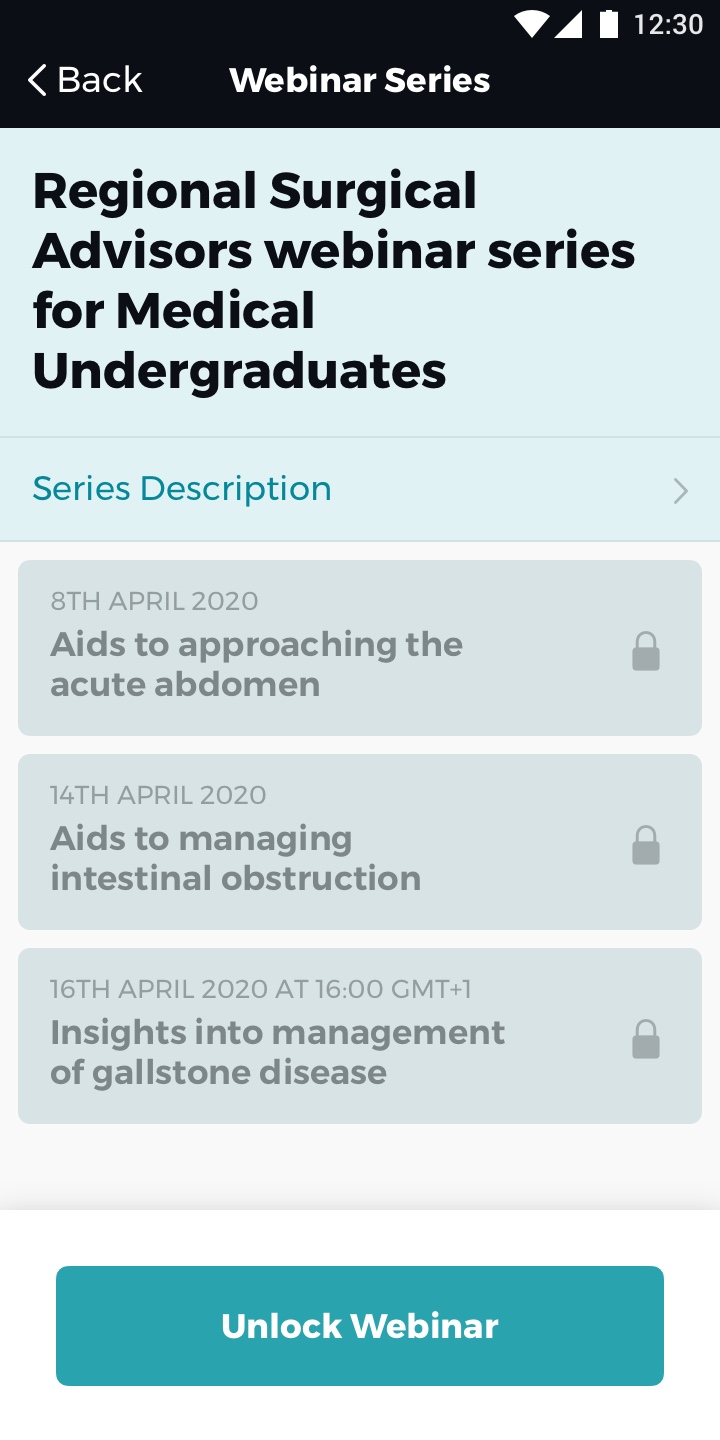 12:30
Back
Webinar Series
Regional Surgical
Advisors webinar series
for Medical
Undergraduates
Series Description
8TH APRIL 2020
Aids to approaching the
acute abdomen
14TH APRIL 2020
Aids to managing
intestinal obstruction
16TH APRIL 2020 AT 16:00 GMT+1
Insights into management
of gallstone disease
Unlock Webinar